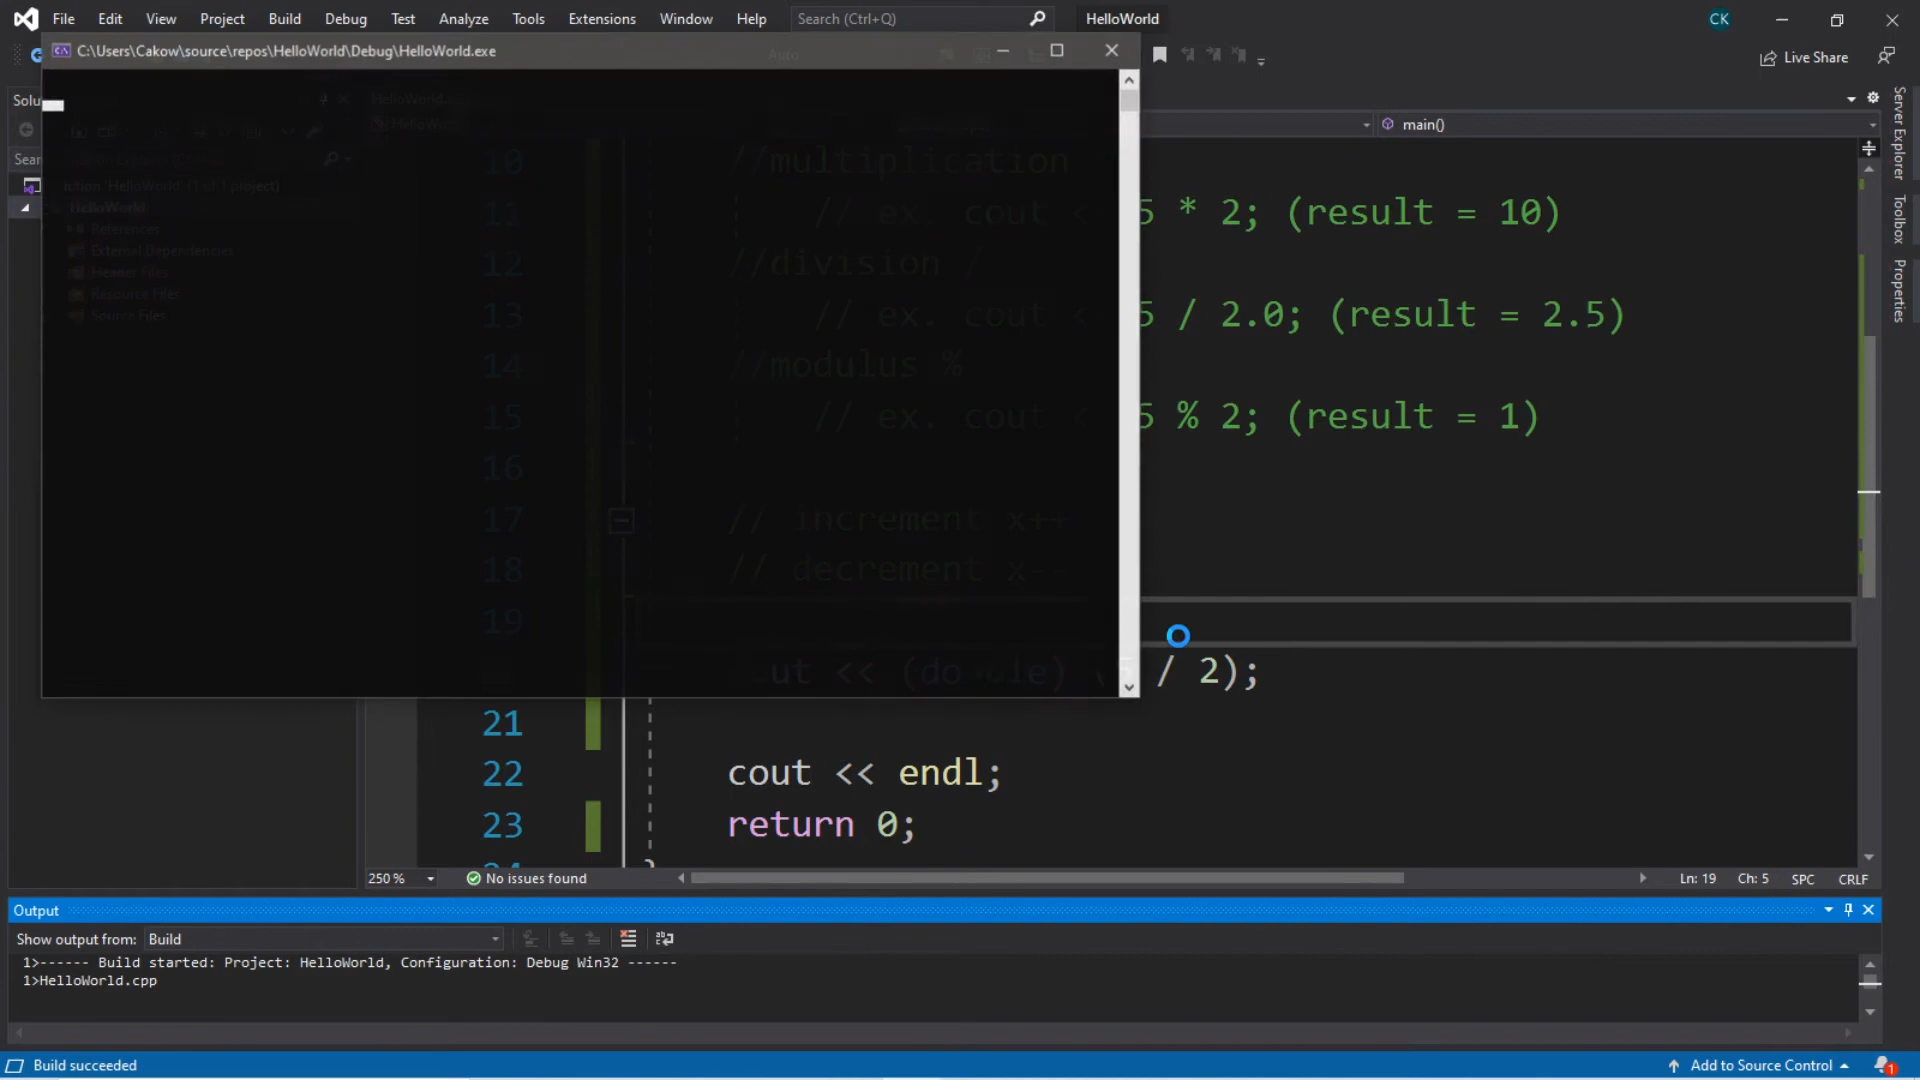 File Edit View Project Build Debug Test Analyze Tools Extensions Window Help Search (Ctrl+Q) HelloWorld CK
C:\Users\Cakow\source\repos\HelloWorld\Debug\HelloWorld.exe
Auto
Live Share
Solu
HelloWorld
main()
Sear
'HelloWorld' (1 of 1 project)
HelloWorld
References
External Dependencies
Header Files
Resource Files
Source Files
10 //multiplication
11 // ex. cout < 5 * 2; (result = 10)
12 //division /
13 // ex. cout < 5 / 2.0; (result = 2.5)
14 //modulus %
15 // ex. cout < 5 % 2; (result = 1)
16
17 // increment x++
18 // decrement x--
19
ut << (double) (5 / 2);
21
22 cout << endl;
23 return 0;
}
250 % No issues found Ln: 19 Ch: 5 SPC CRLF
Output
Show output from: Build
1>------ Build started: Project: HelloWorld, Configuration: Debug Win32 ------
1>HelloWorld.cpp
Build succeeded Add to Source Control 1
Server Explorer
Toolbox
Properties